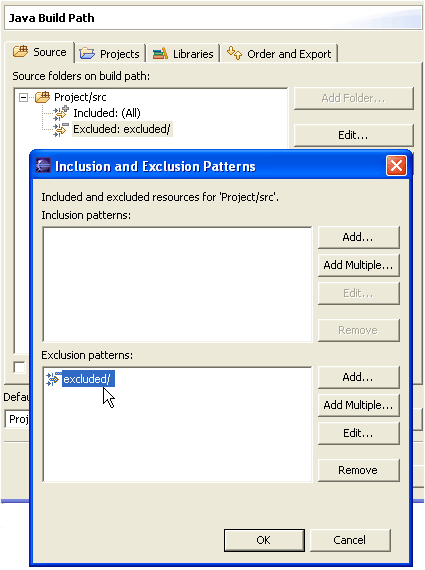 Java Build Path
Source Projects Libraries Order and Export
Source folders on build path:
Project/src
Add Folder...
Included: (All)
Excluded: excluded/
Edit...
Inclusion and Exclusion Patterns
Included and excluded resources for 'Project/src'.
Inclusion patterns:
Add...
Add Multiple...
Edit...
Remove
Exclusion patterns:
excluded/
Add...
Add Multiple...
Edit...
Remove
OK Cancel